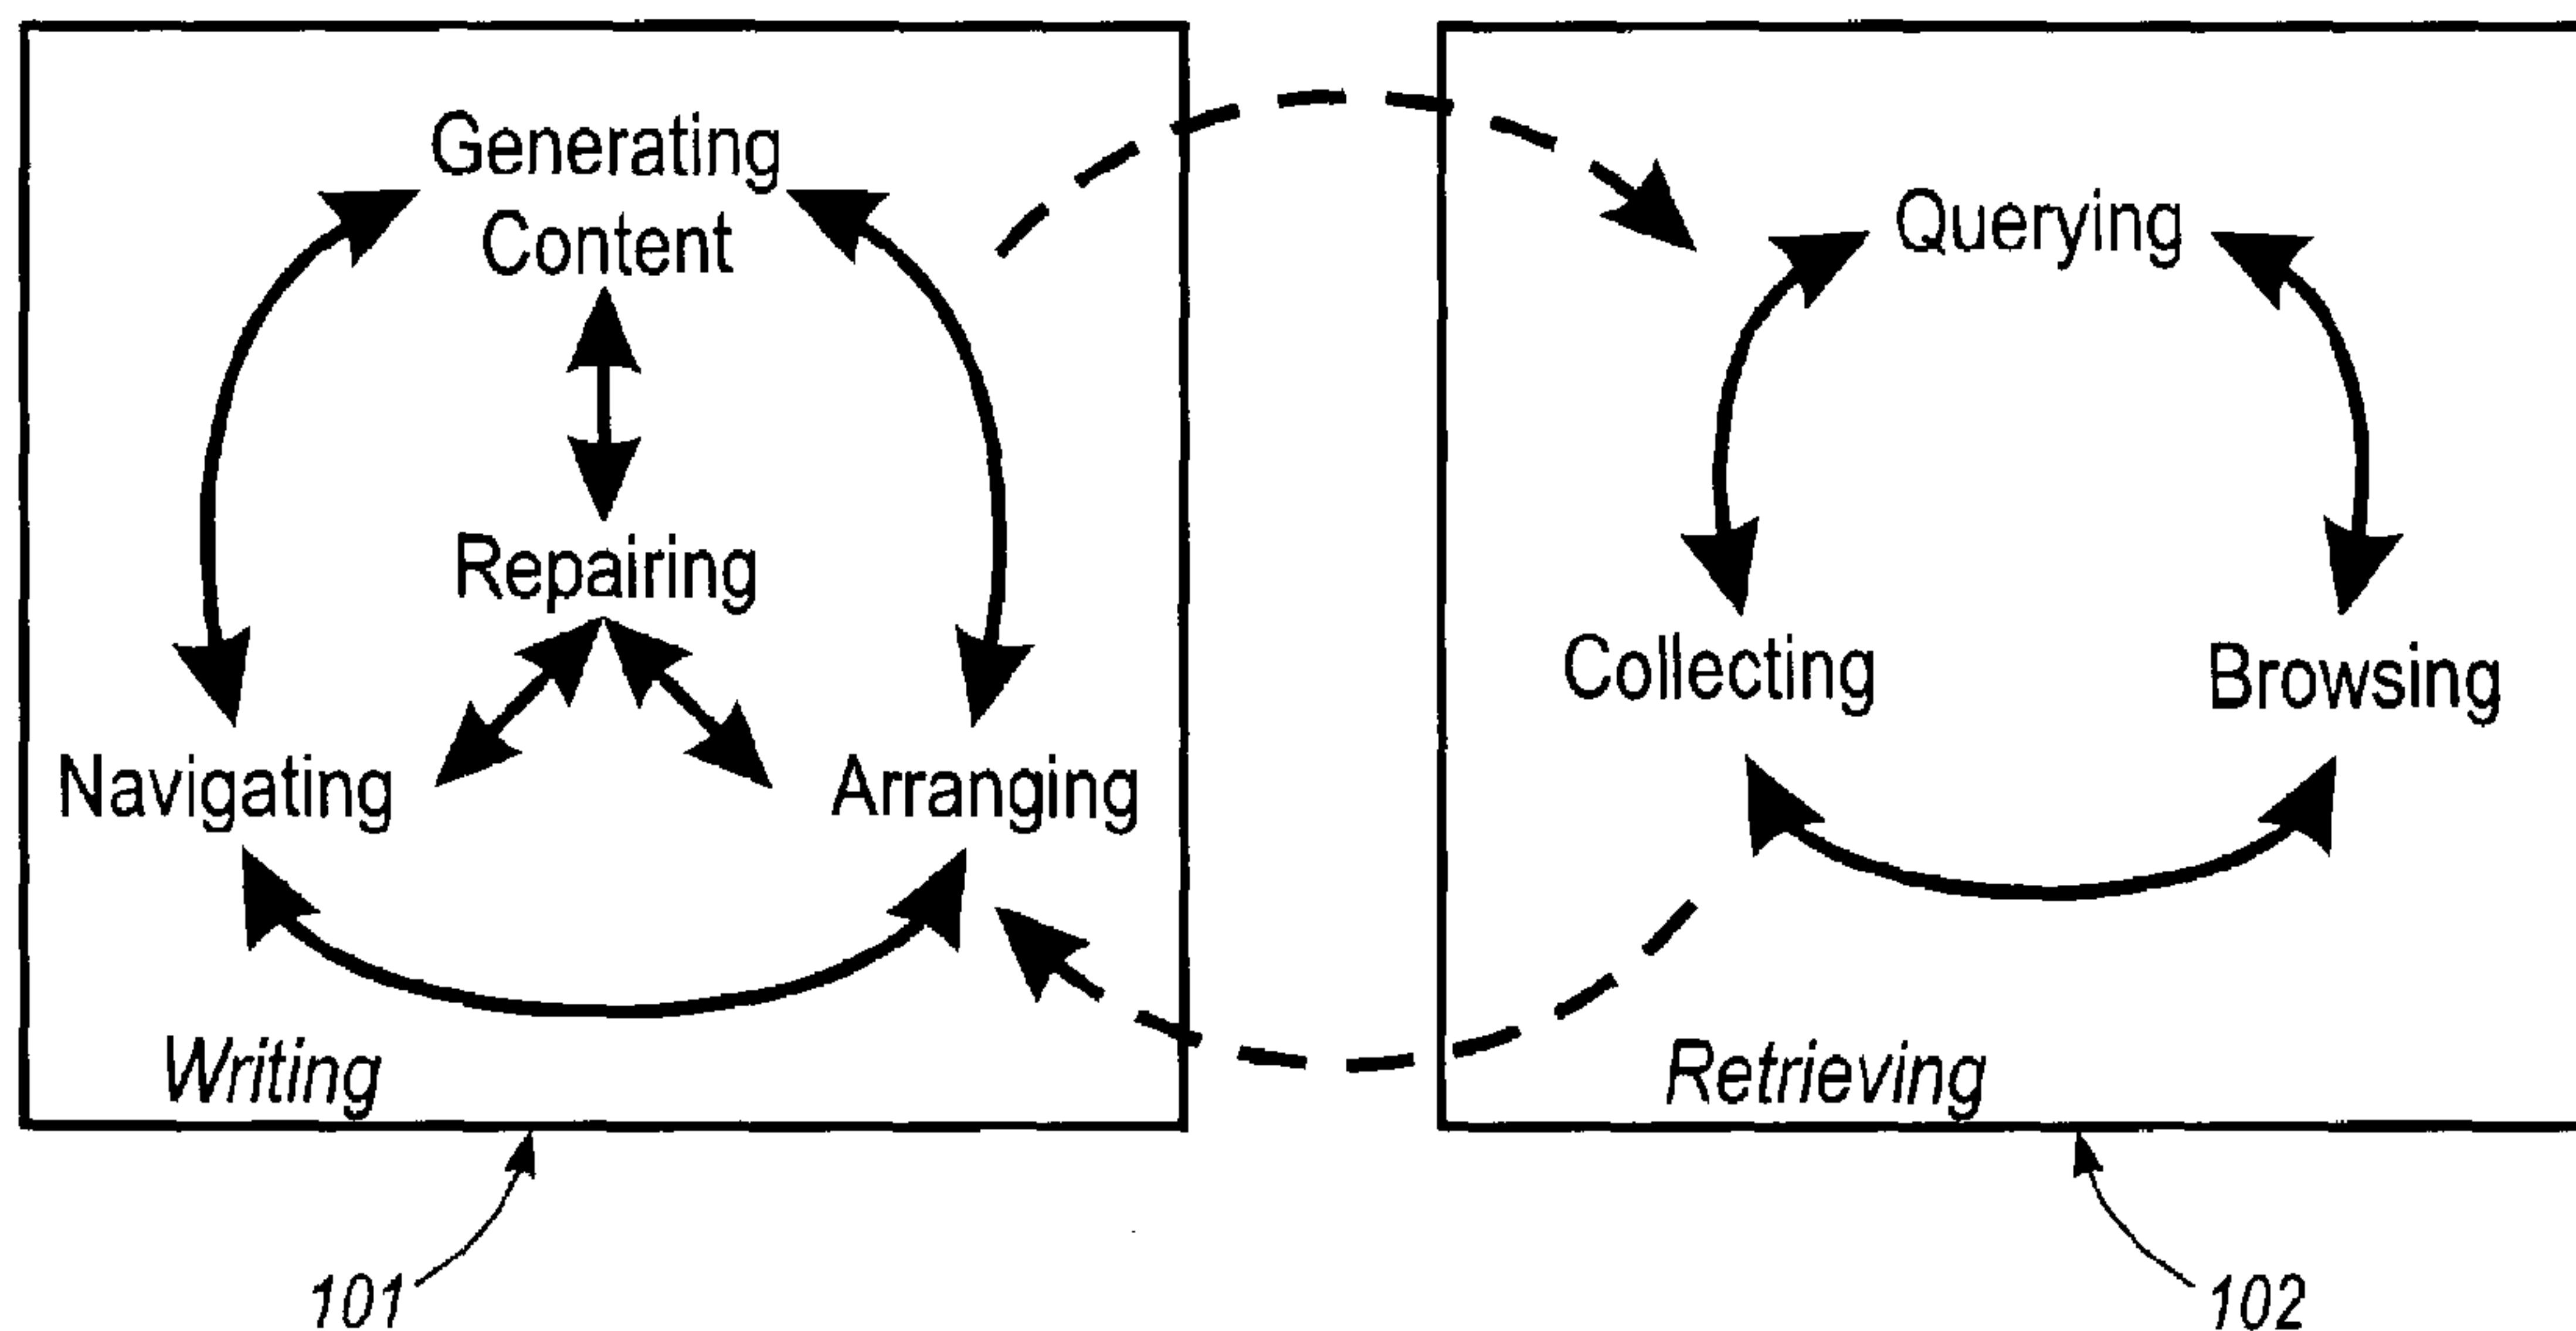 Generating
Content
Repairing
Navigating
Arranging
Writing
101
Querying
Collecting
Browsing
Retrieving
102